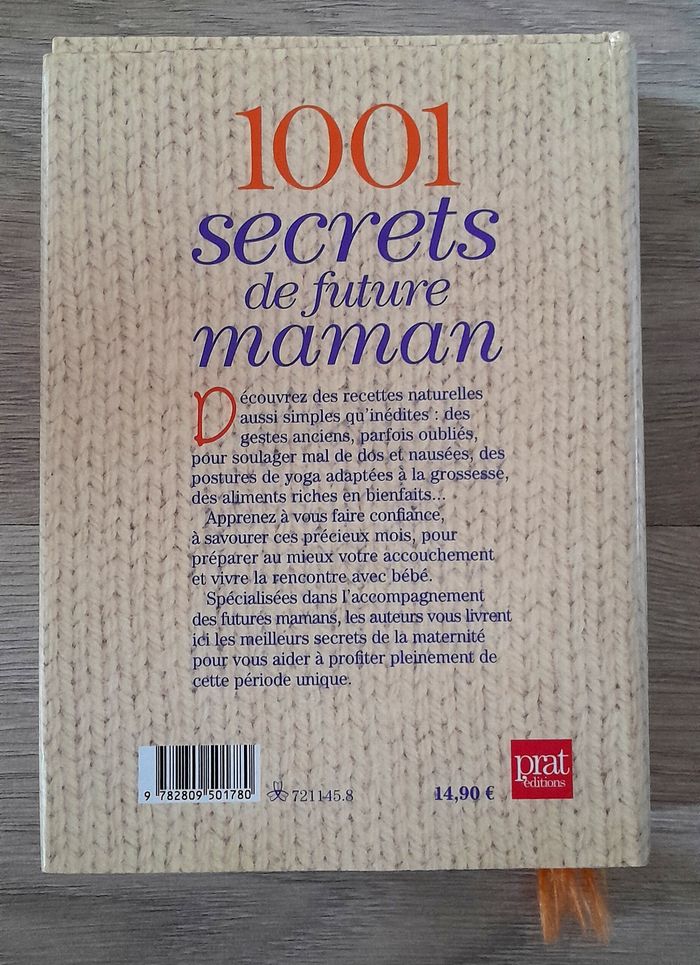 1001
secrets
de future
maman
Découvrez des recettes naturelles
aussi simples qu'inédites : des
gestes anciens, parfois oubliés,
pour soulager mal de dos et nausées, des
postures de yoga adaptées à la grossesse,
des aliments riches en bienfaits...
Apprenez à vous faire confiance,
à savourer ces précieux mois, pour
préparer au mieux votre accouchement
et vivre la rencontre avec bébé.
Spécialisées dans l'accompagnement
des futures mamans, les auteurs vous livrent
ici les meilleurs secrets de la maternité
pour vous aider à profiter pleinement de
cette période unique.
9 782809 501780
721145.8
14,90 €
prat
editions